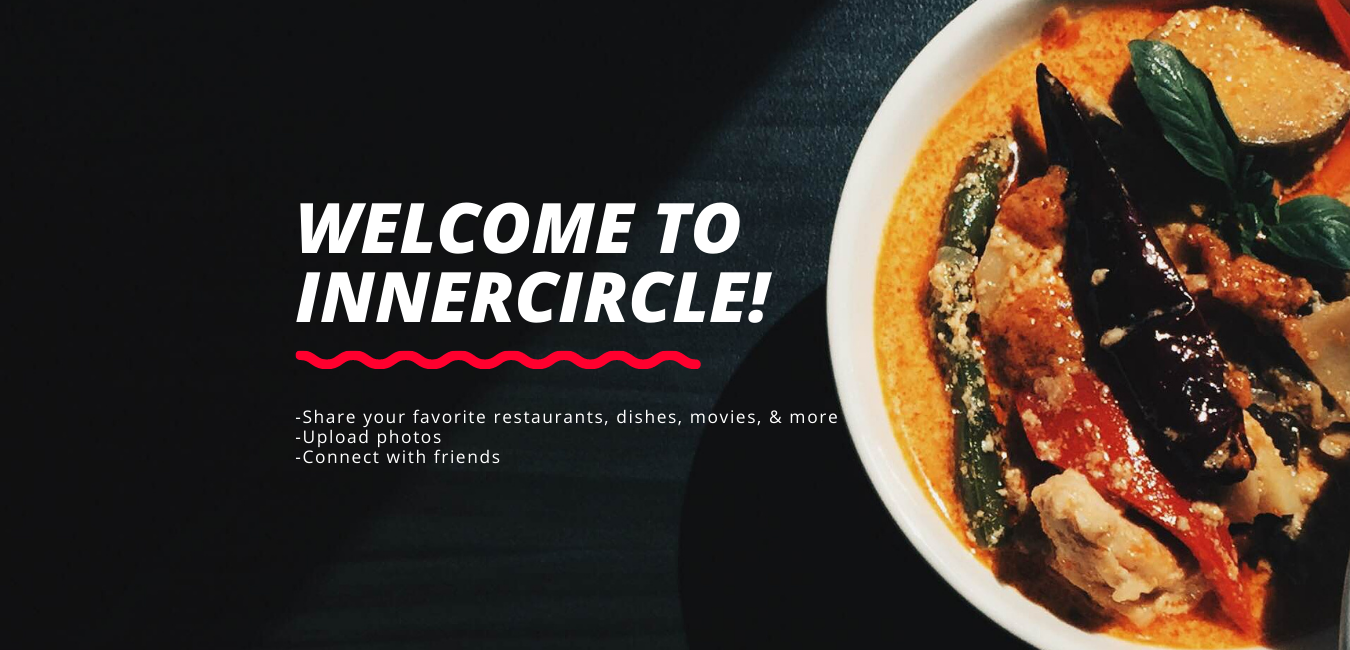 WELCOME TO
INNERCIRCLE!
-Share your favorite restaurants, dishes, movies, & more
-Upload photos
-Connect with friends